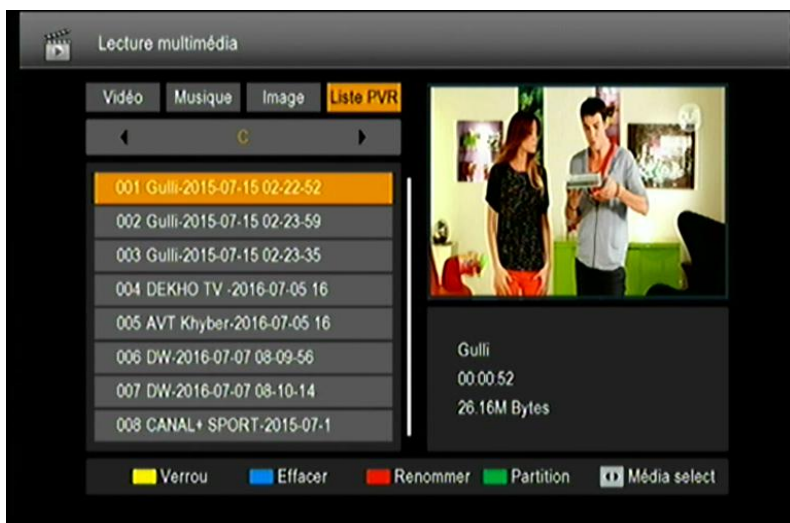 Lecture multimédia
Vidéo Musique Image Liste PVR
C
001 Gulli-2015-07-15 02-22-52
002 Gulli-2015-07-15 02-23-59
003 Gulli-2015-07-15 02-23-35
004 DEKHO TV -2016-07-05 16
005 AVT Khyber-2016-07-05 16
006 DW-2016-07-07 08-09-56
007 DW-2016-07-07 08-10-14
008 CANAL+ SPORT-2015-07-1
Gulli
00:00:52
26.16M Bytes
Verrou Effacer Renommer Partition Média select